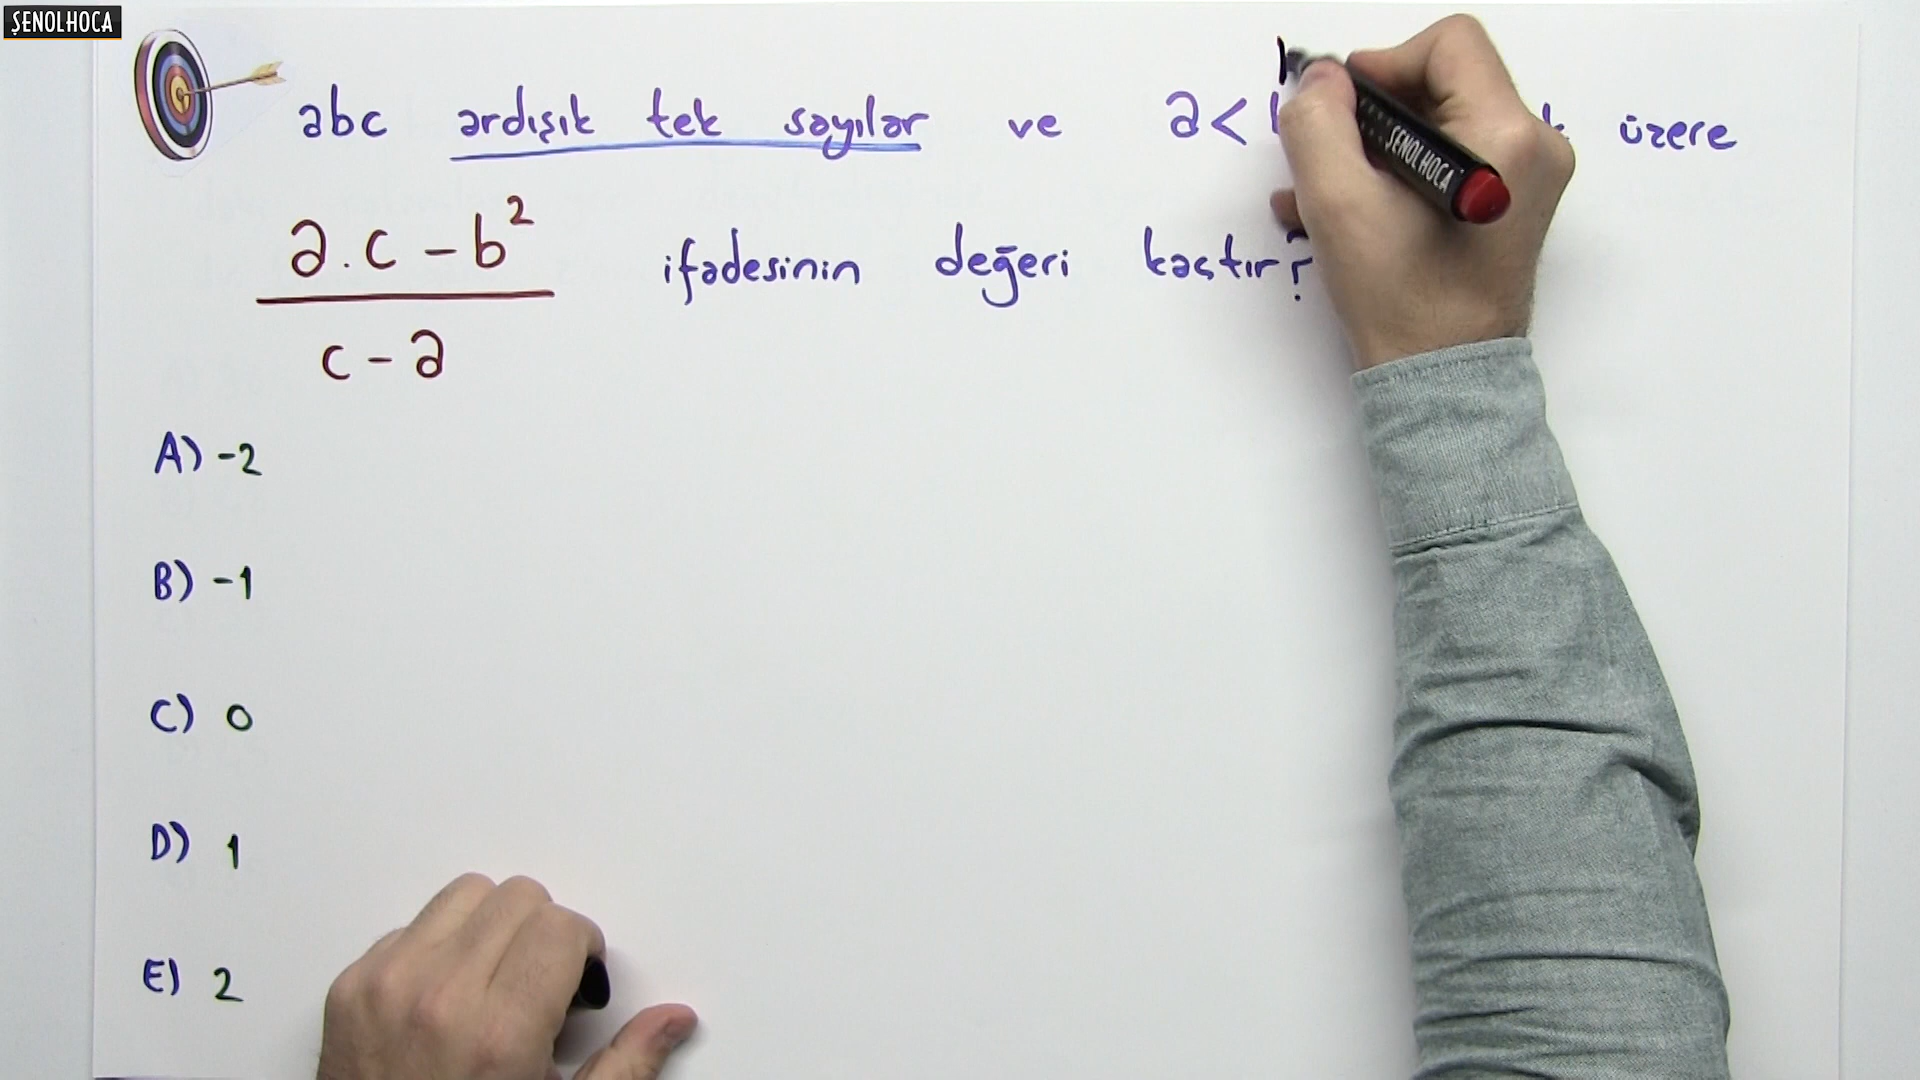 ŞENOLHOCA
abc ardışık tek sayılar ve a < üzere
a.c - b²
ifadesinin değeri kaçtır?
c - a
A) -2
B) -1
C) 0
D) 1
E) 2
ŞENOLHOCA